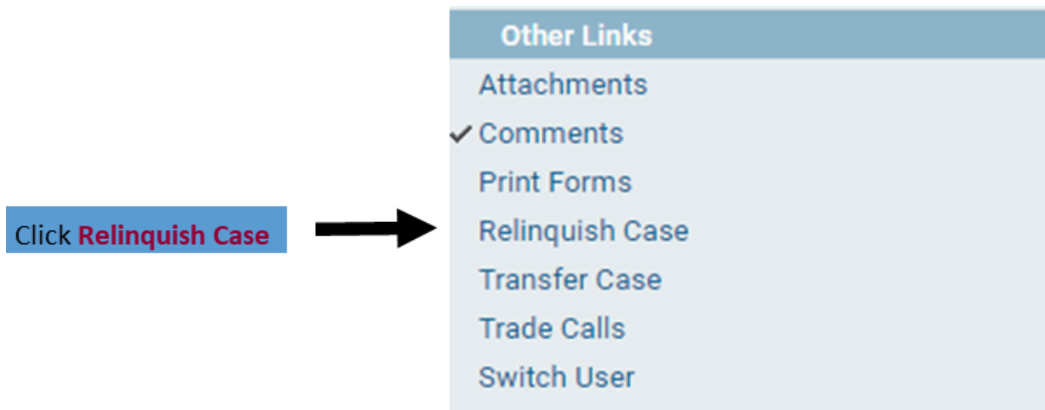 Other Links
Attachments
Comments
Print Forms
Click Relinquish Case
Relinquish Case
Transfer Case
Trade Calls
Switch User